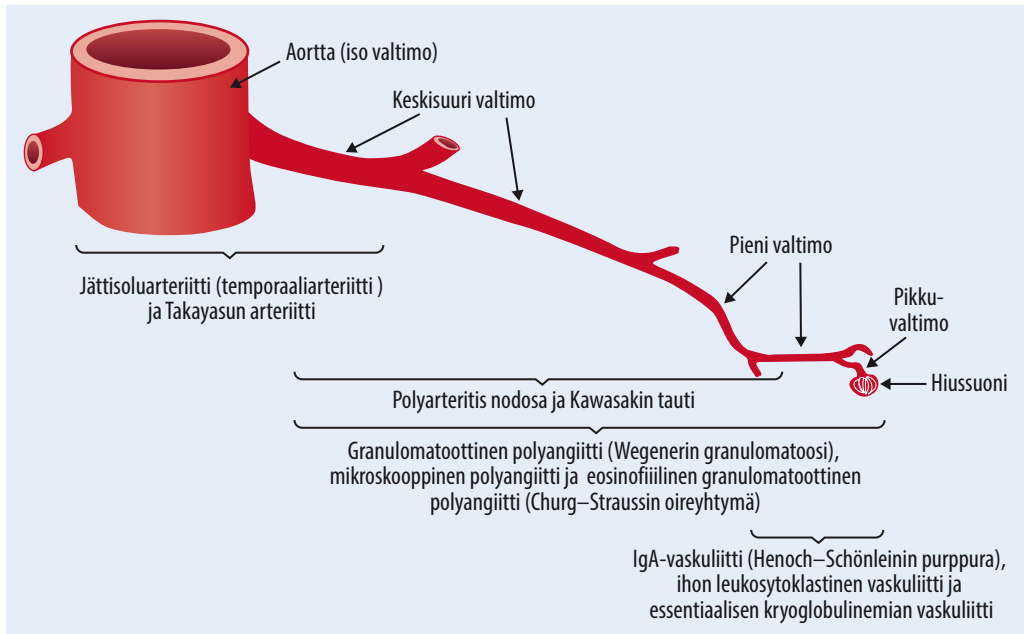 Aortta (iso valtimo)
Keskisuuri valtimo
Jättisoluarteriitti (temporaaliarteriitti )
ja Takayasun arteriitti
Pieni valtimo
Pikku-
valtimo
Hiussuoni
Polyarteritis nodosa ja Kawasakin tauti
Granulomatoottinen polyangiitti (Wegenerin granulomatoosi),
mikroskooppinen polyangiitti ja eosinofiilinen granulomatoottinen
polyangiitti (Churg–Straussin oireyhtymä)
IgA-vaskuliitti (Henoch–Schönleinin purppura),
ihon leukosytoklastinen vaskuliitti ja
essentiaalisen kryoglobulinemian vaskuliitti